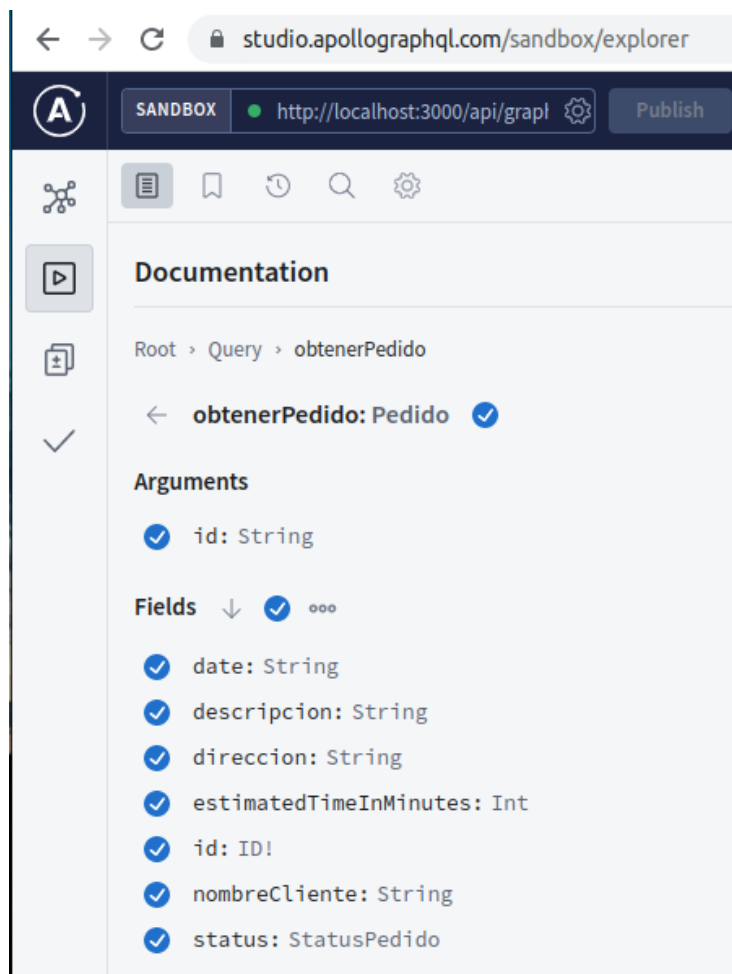 studio.apollographql.com/sandbox/explorer
A SANDBOX http://localhost:3000/api/grapl Publish
Documentation
Root › Query › obtenerPedido
obtenerPedido: Pedido
Arguments
id: String
Fields
date: String
descripcion: String
direccion: String
estimatedTimeInMinutes: Int
id: ID!
nombreCliente: String
status: StatusPedido